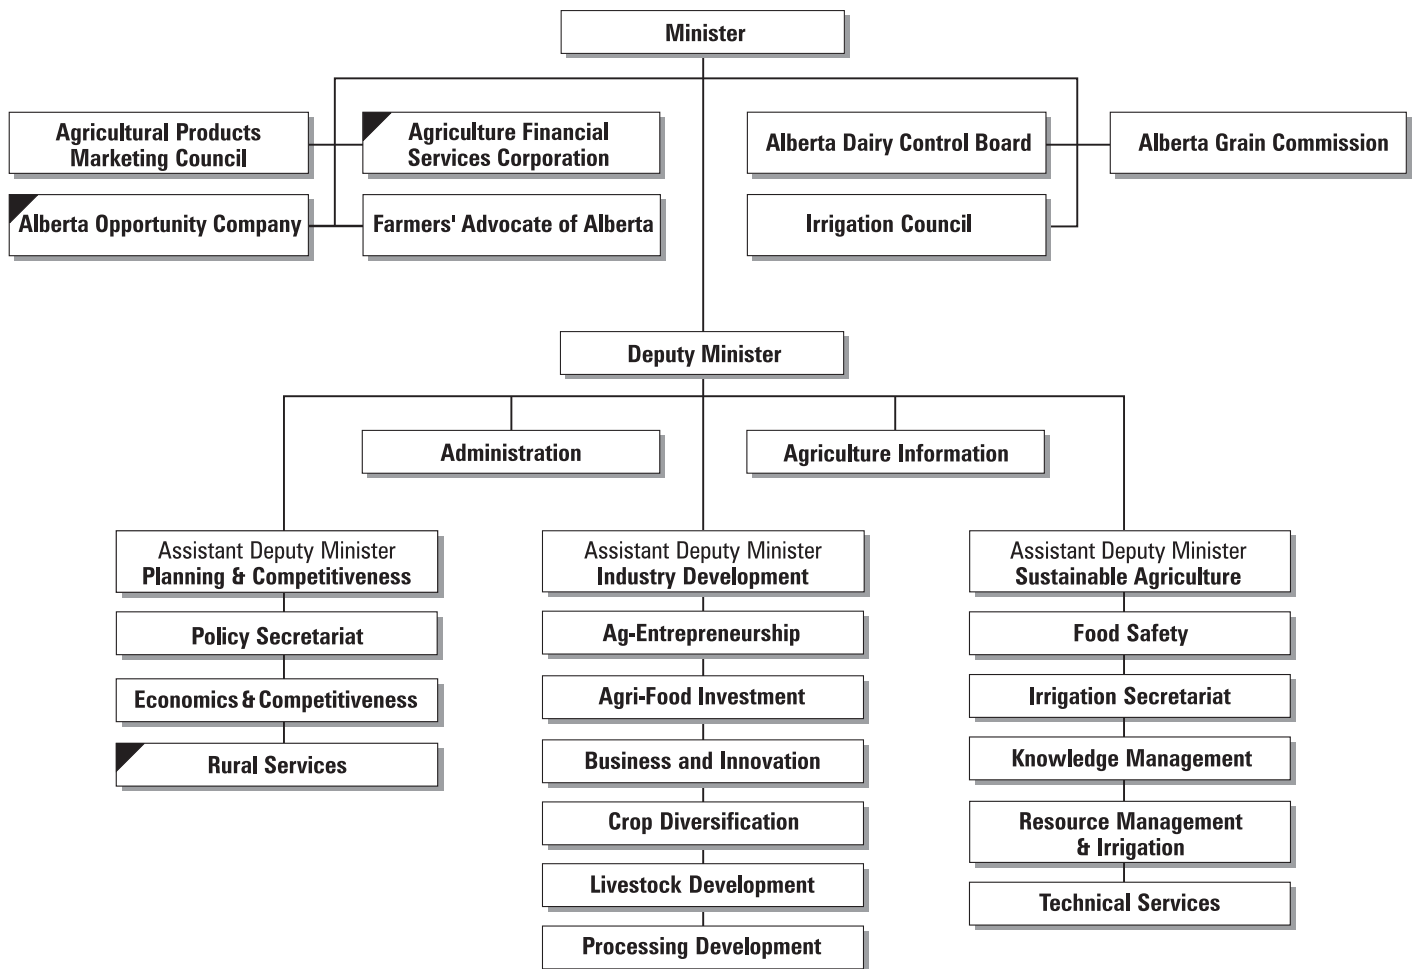 Minister
Agricultural Products
Marketing Council
Agriculture Financial
Services Corporation
Alberta Dairy Control Board
Alberta Grain Commission
Alberta Opportunity Company
Farmers' Advocate of Alberta
Irrigation Council
Deputy Minister
Administration
Agriculture Information
Assistant Deputy Minister
Planning & Competitiveness
Policy Secretariat
Economics & Competitiveness
Rural Services
Assistant Deputy Minister
Industry Development
Ag-Entrepreneurship
Agri-Food Investment
Business and Innovation
Crop Diversification
Livestock Development
Processing Development
Assistant Deputy Minister
Sustainable Agriculture
Food Safety
Irrigation Secretariat
Knowledge Management
Resource Management
& Irrigation
Technical Services